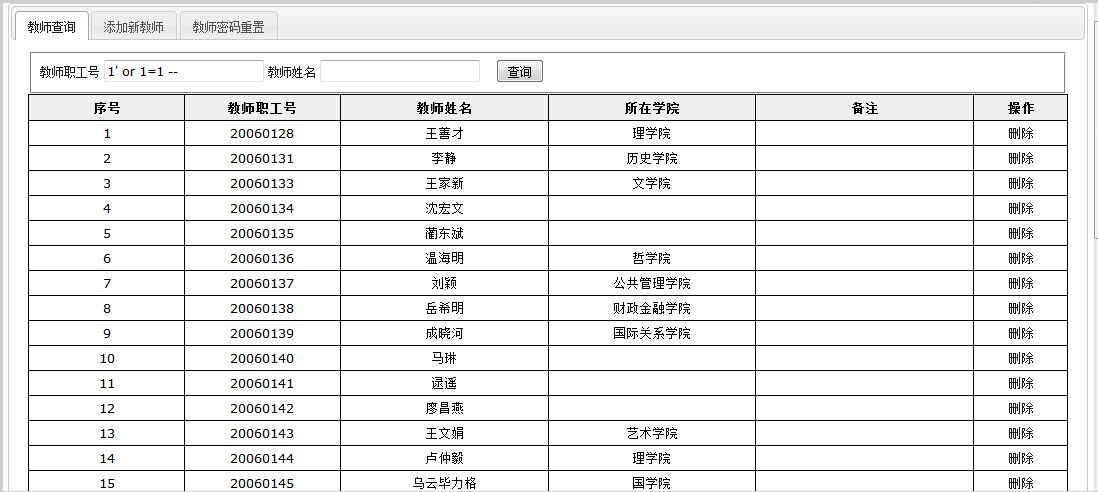 教师查询 添加新教师 教师密码重置
教师职工号 1' or 1=1 -- 教师姓名 查询
序号 教师职工号 教师姓名 所在学院 备注 操作
1 20060128 王善才 理学院 删除
2 20060131 李静 历史学院 删除
3 20060133 王家新 文学院 删除
4 20060134 沈宏文 删除
5 20060135 蔺东斌 删除
6 20060136 温海明 哲学院 删除
7 20060137 刘颖 公共管理学院 删除
8 20060138 岳希明 财政金融学院 删除
9 20060139 成晓河 国际关系学院 删除
10 20060140 马琳 删除
11 20060141 逯遥 删除
12 20060142 廖昌燕 删除
13 20060143 王文娟 艺术学院 删除
14 20060144 卢仲毅 理学院 删除
15 20060145 乌云毕力格 国学院 删除